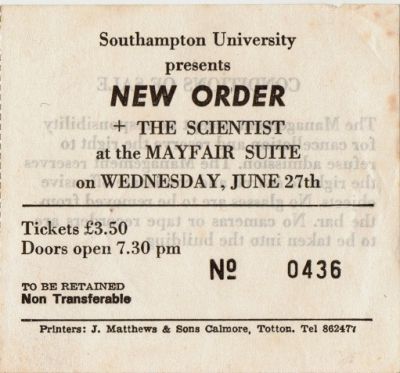 Southampton University
presents
NEW ORDER
+ THE SCIENTIST
at the MAYFAIR SUITE
on WEDNESDAY, JUNE 27th
Tickets £3.50
Doors open 7.30 pm
Nº 0436
TO BE RETAINED
Non Transferable
Printers: J. Matthews & Sons Calmore, Totton. Tel 862477